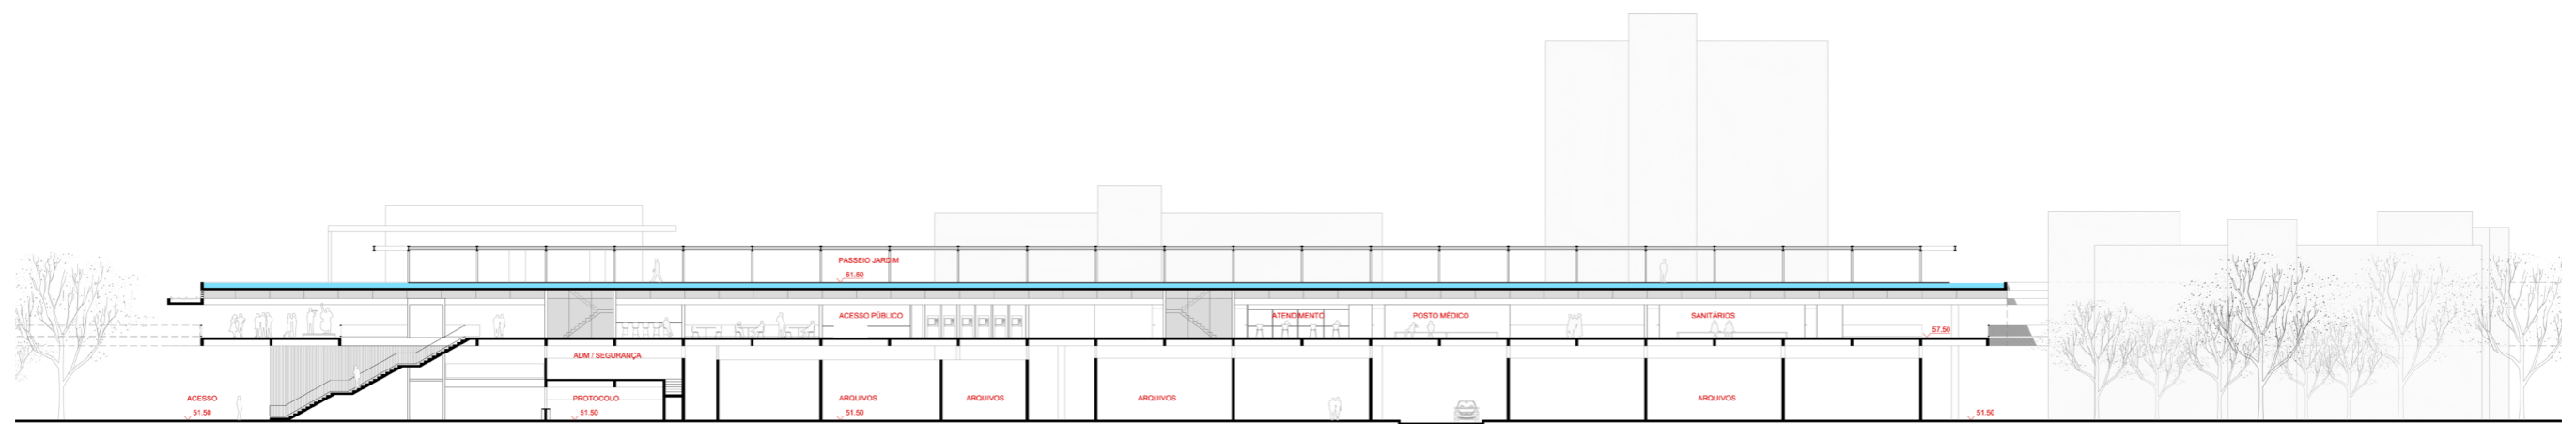 PASSEIO JARDIM
61.50
ACESSO PÚBLICO
ATENDIMENTO
POSTO MÉDICO
SANITÁRIOS
57.50
ADM / SEGURANÇA
ACESSO
51.50
PROTOCOLO
51.50
ARQUIVOS
51.50
ARQUIVOS
ARQUIVOS
ARQUIVOS
51.50